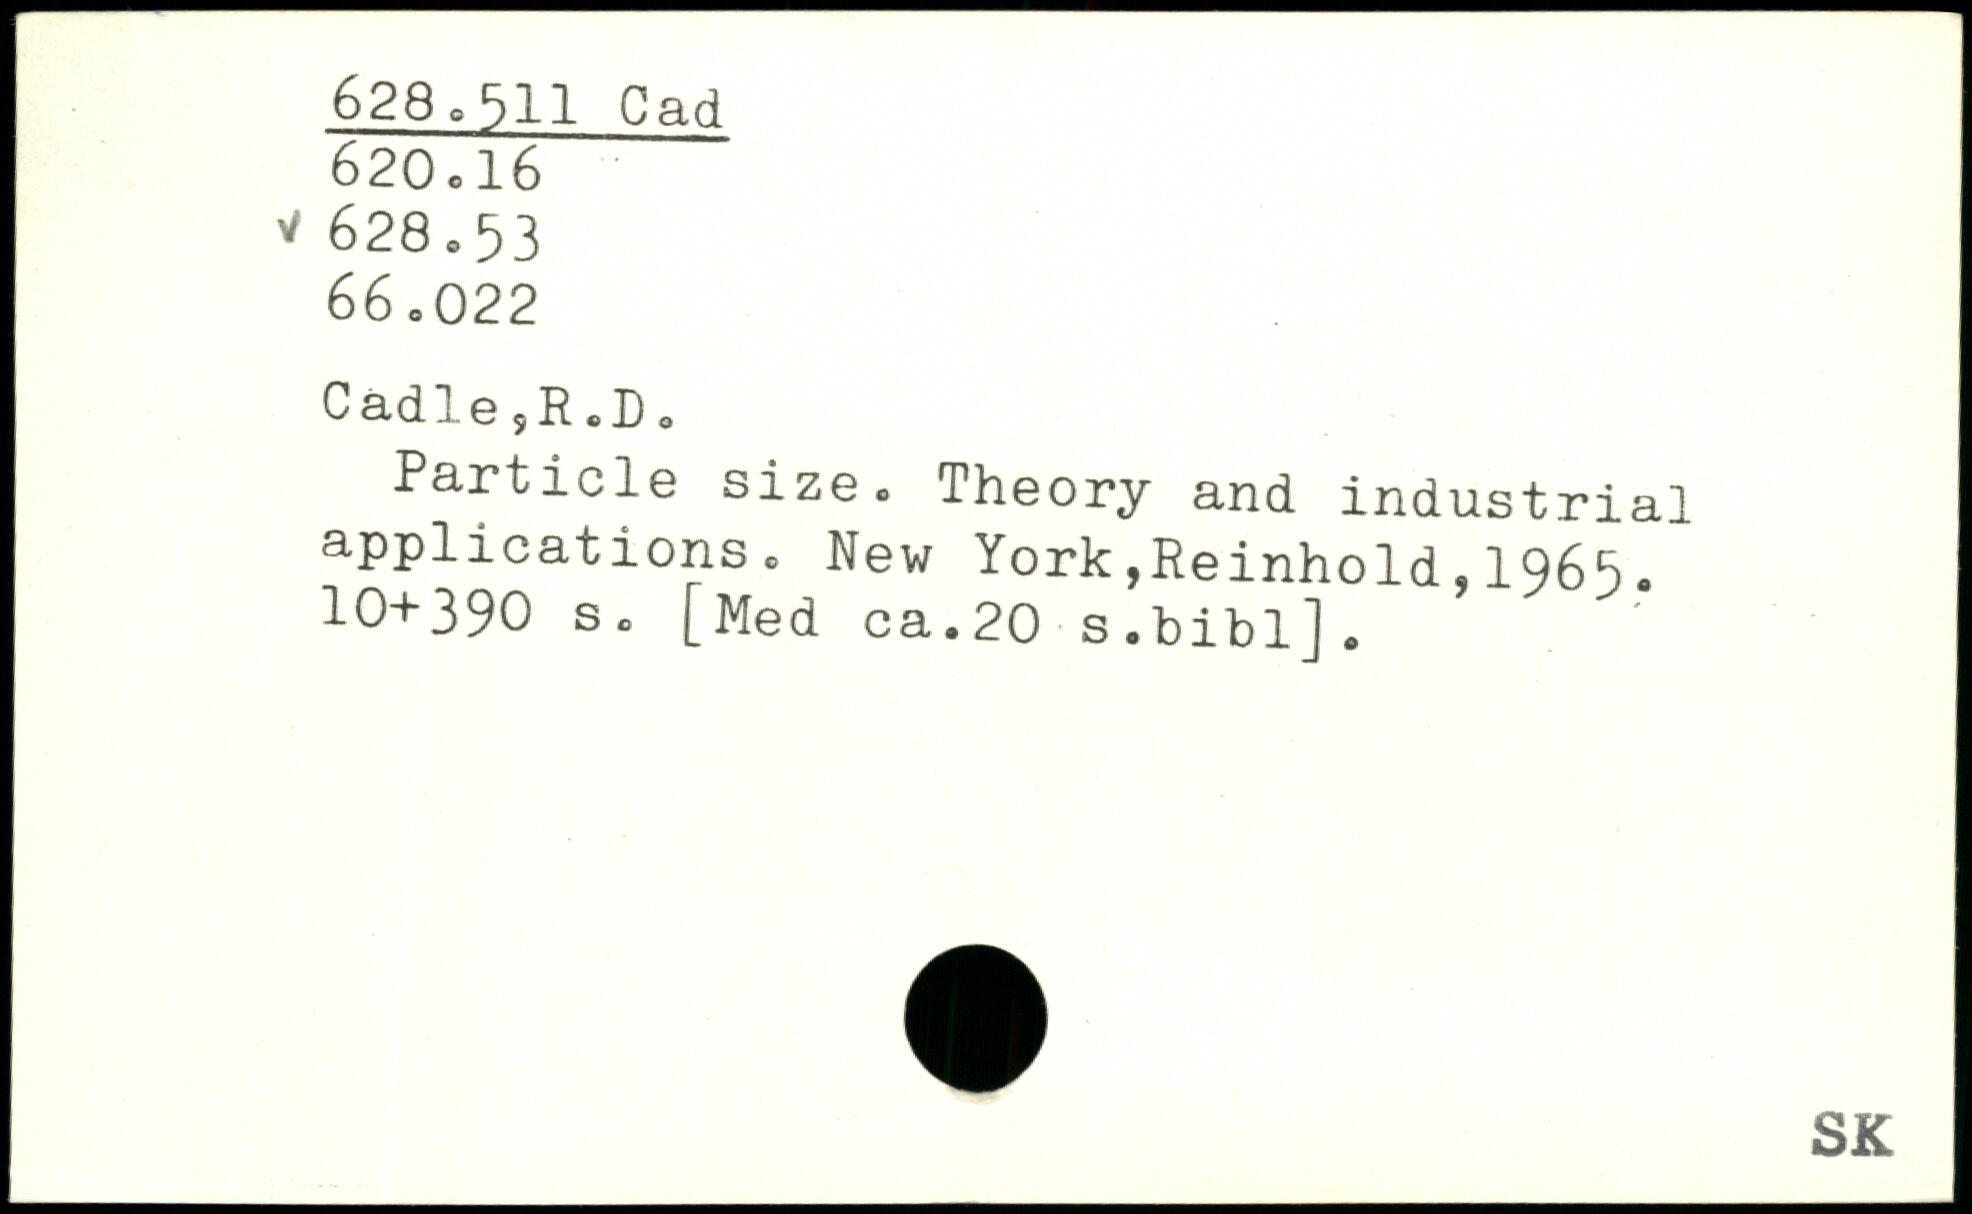 628.511 Cad
620.16
√ 628.53
66.022
Cadle,R.D.
Particle size. Theory and industrial
applications. New York,Reinhold,1965.
10+390 s. [Med ca.20 s.bibl].
SK